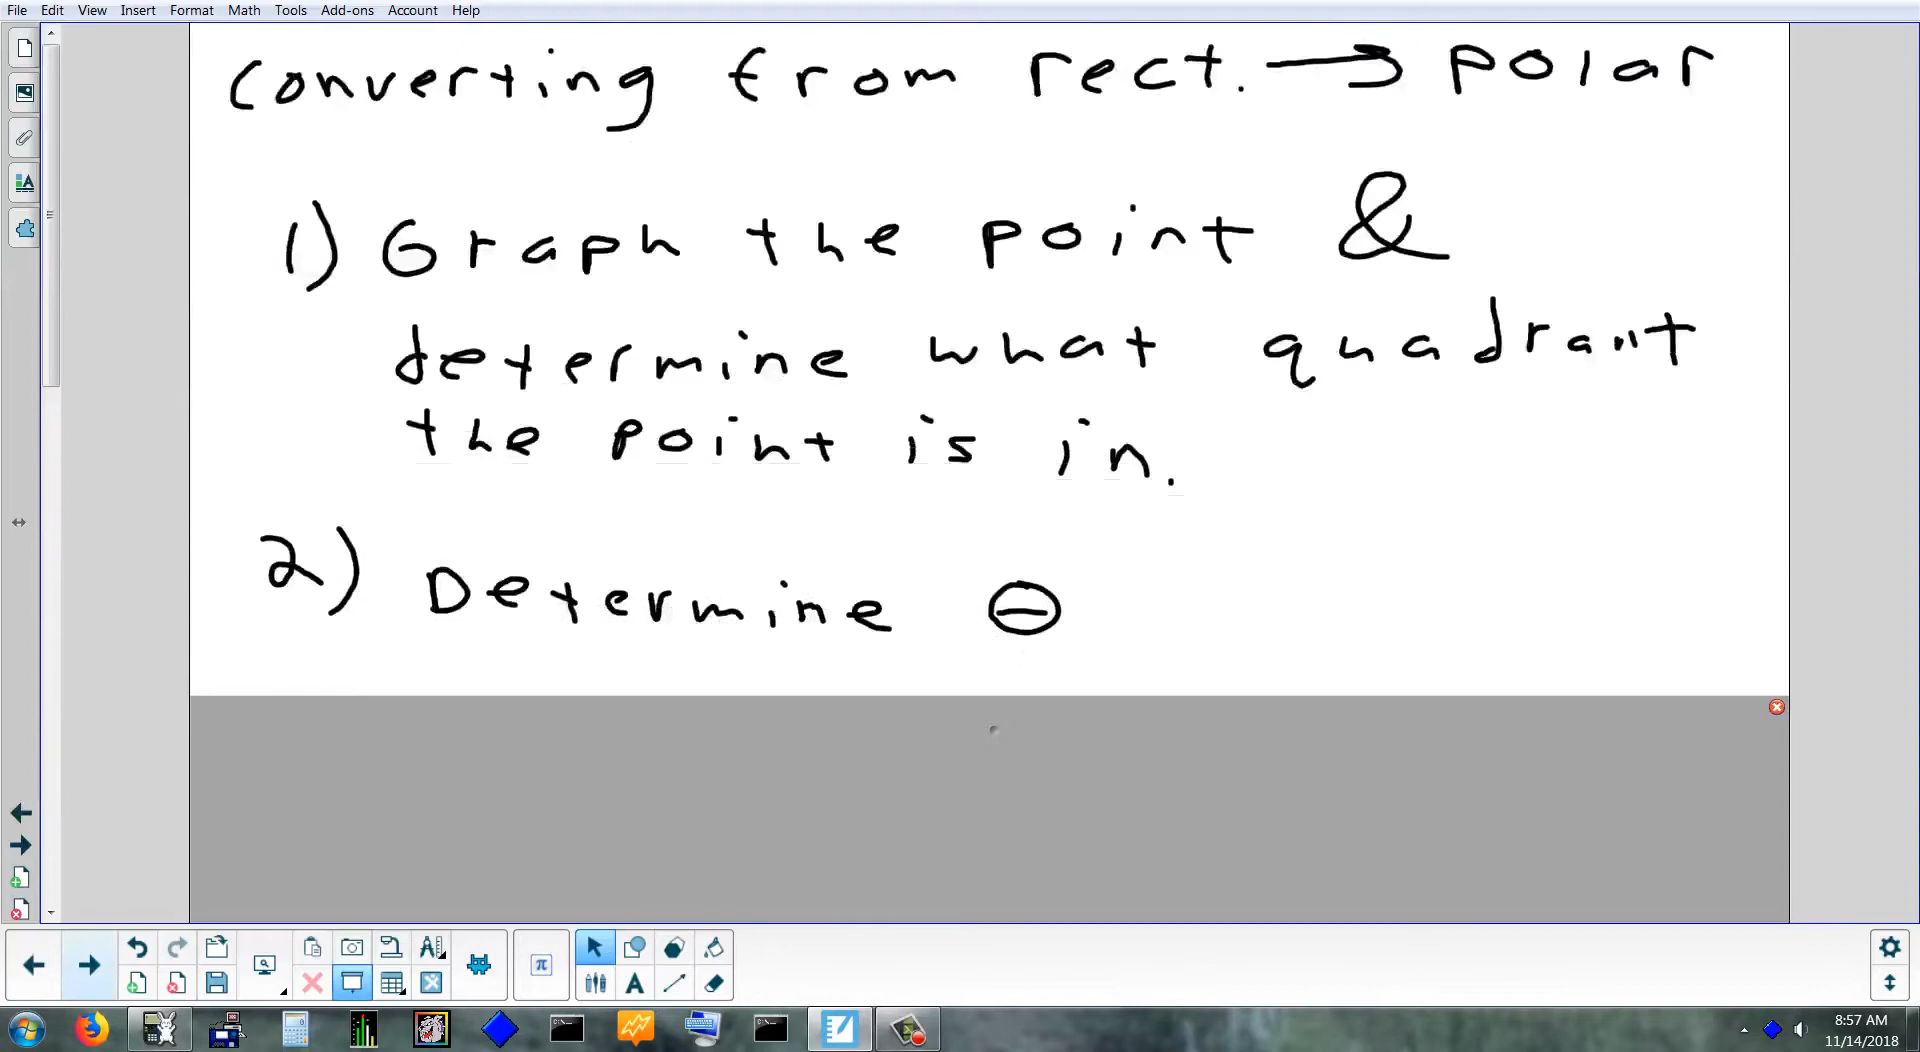 File Edit View Insert Format Math Tools Add-ons Account Help
converting from rect. → polar
1) Graph the point &
determine what quadrant
the point is in.
2) Determine θ
8:57 AM
11/14/2018